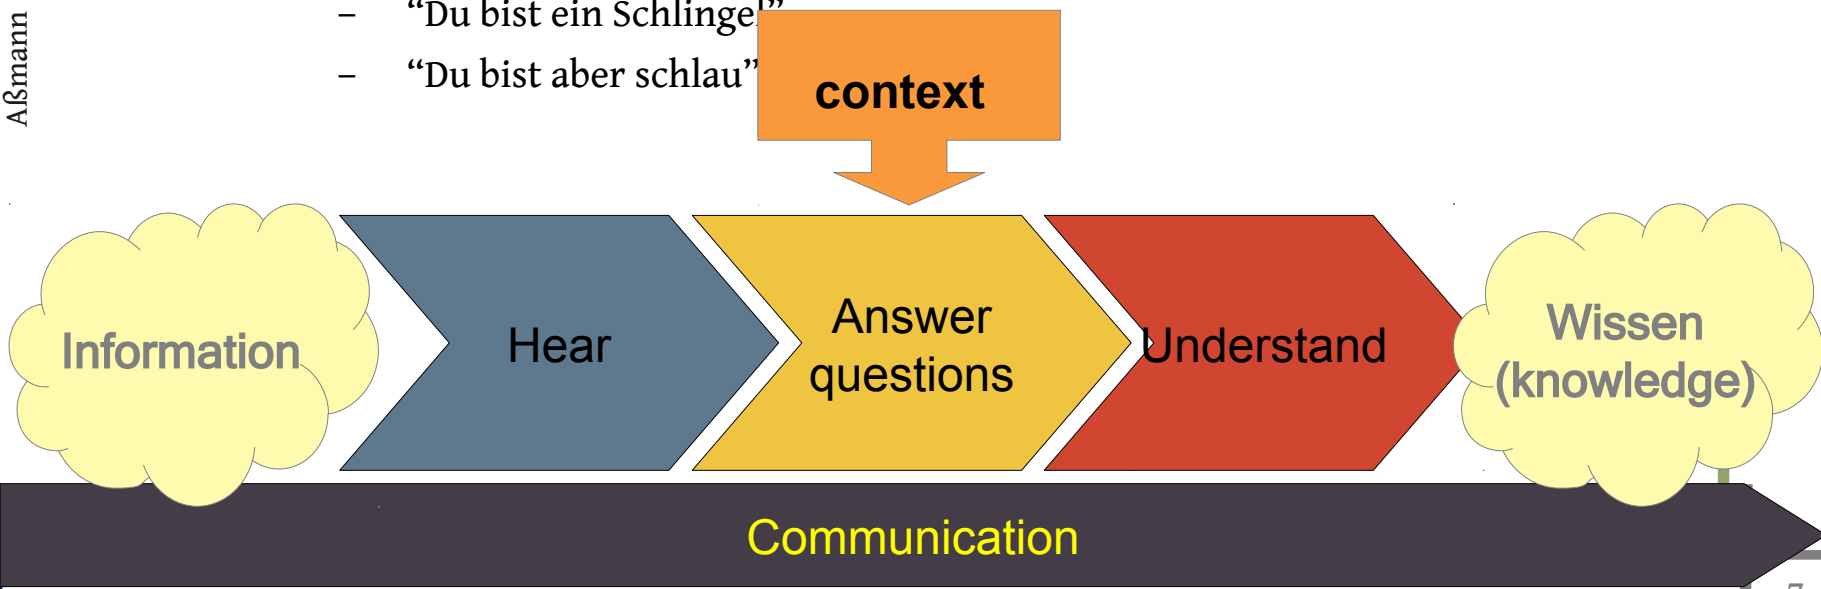 Aßmann
– “Du bist ein Schlingel”
– “Du bist aber schlau”
context
Information
Hear
Answer
questions
Understand
Wissen
(knowledge)
Communication